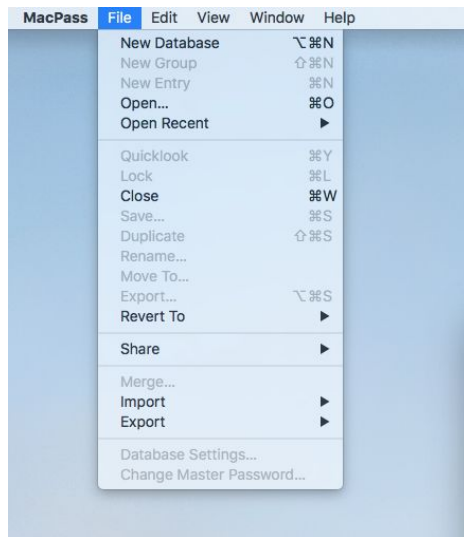 MacPass File Edit View Window Help
New Database ⌥⌘N
New Group ⇧⌘N
New Entry ⌘N
Open... ⌘O
Open Recent ▶
Quicklook ⌘Y
Lock ⌘L
Close ⌘W
Save... ⌘S
Duplicate ⇧⌘S
Rename...
Move To...
Export... ⌥⌘S
Revert To ▶
Share ▶
Merge...
Import ▶
Export ▶
Database Settings...
Change Master Password...